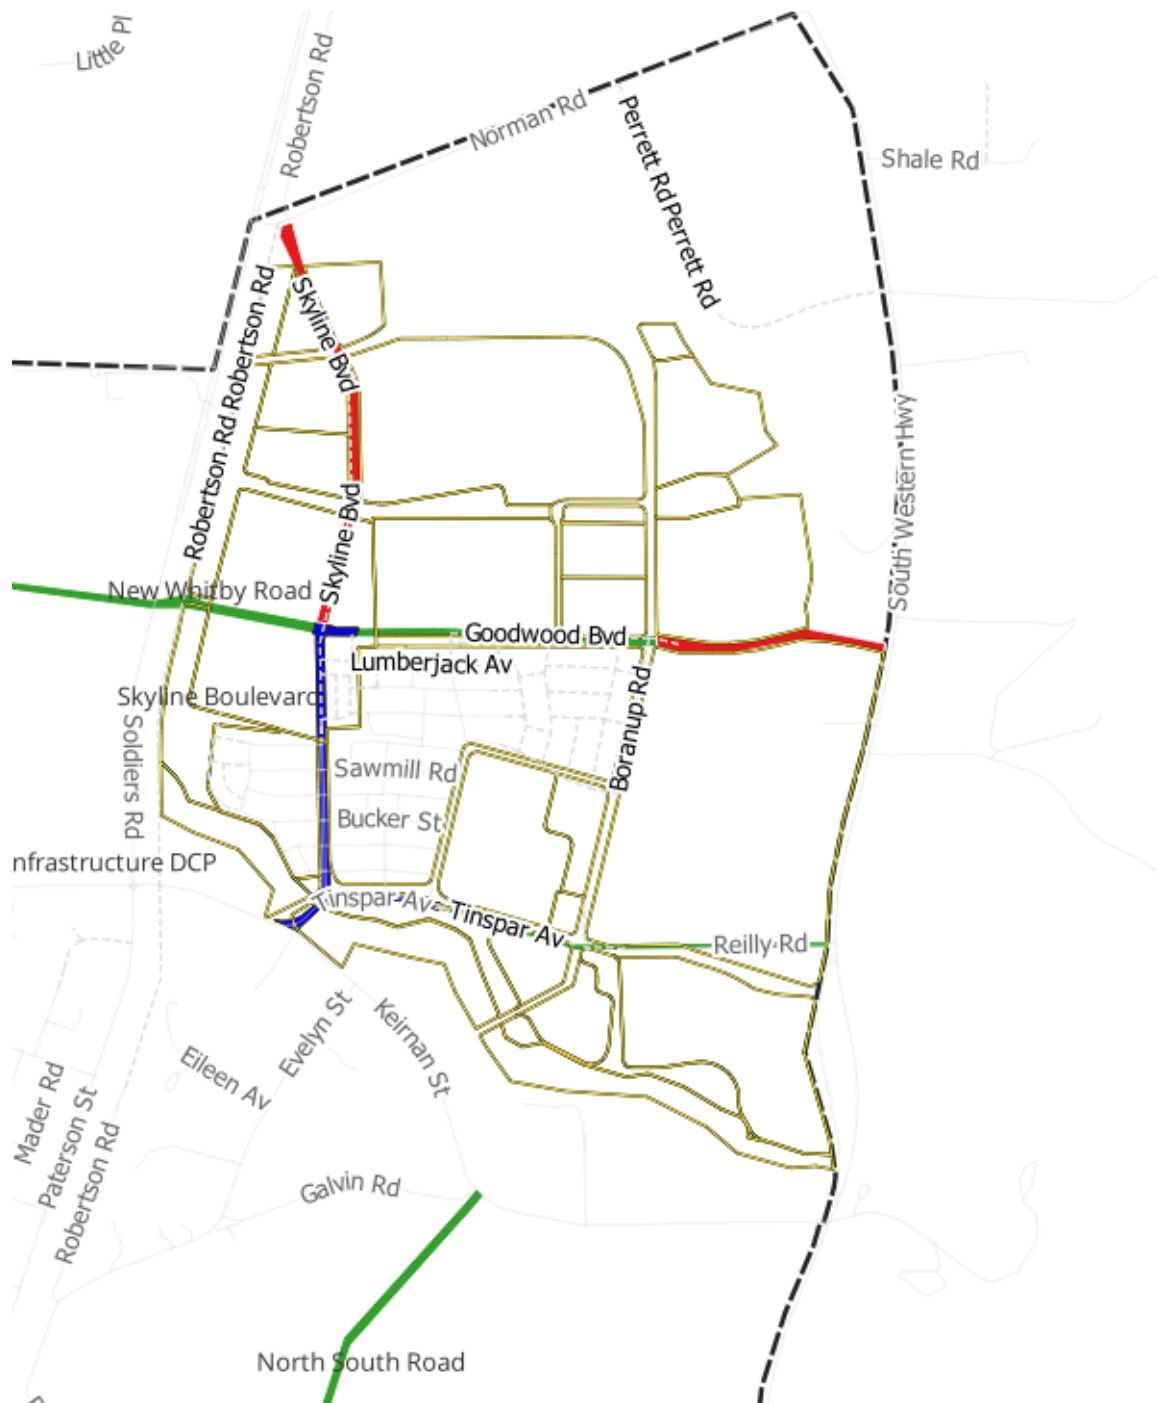 Little Pl
Robertson Rd
Norman Rd
Perrett Rd
Perrett Rd
Shale Rd
Robertson Rd
Skyline Bvd
Robertson Rd
South Western Hwy
Skyline Bvd
New Whitby Road
Goodwood Bvd
Lumberjack Av
Skyline Boulevard
Soldiers Rd
Boranup Rd
Sawmill Rd
Bucker St
nfrastructure DCP
Tinspar Av
Tinspar Av
Reilly Rd
Evelyn St
Keirnan St
Eileen Av
Mader Rd
Paterson St
Robertson Rd
Galvin Rd
North South Road